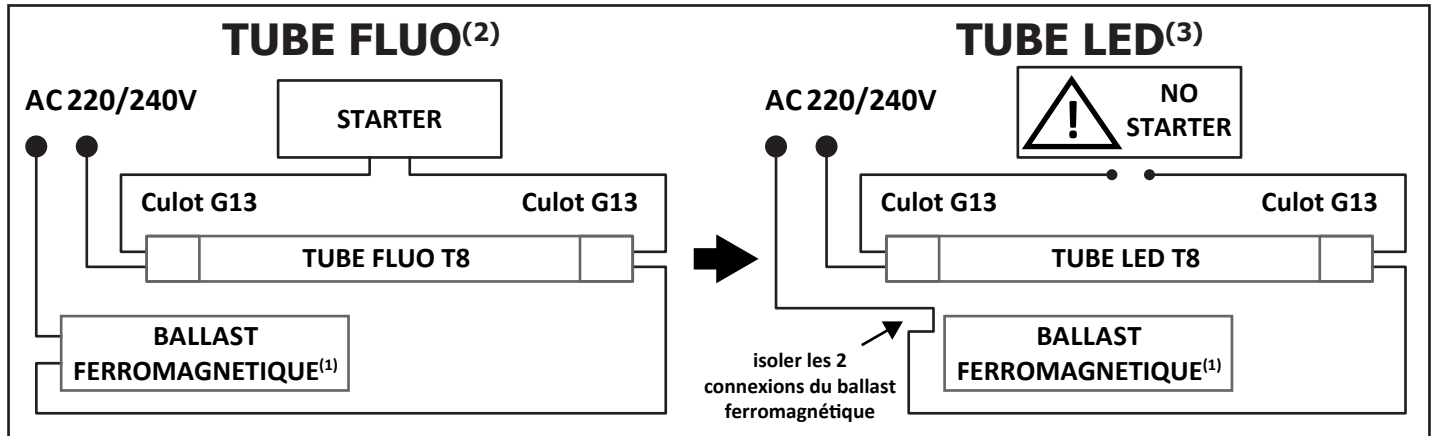 TUBE FLUO(2)
AC 220/240V
STARTER
Culot G13
Culot G13
TUBE FLUO T8
BALLAST
FERROMAGNETIQUE(1)
TUBE LED(3)
AC 220/240V
NO
STARTER
!
Culot G13
Culot G13
TUBE LED T8
isoler les 2
connexions du ballast
ferromagnétique
BALLAST
FERROMAGNETIQUE(1)